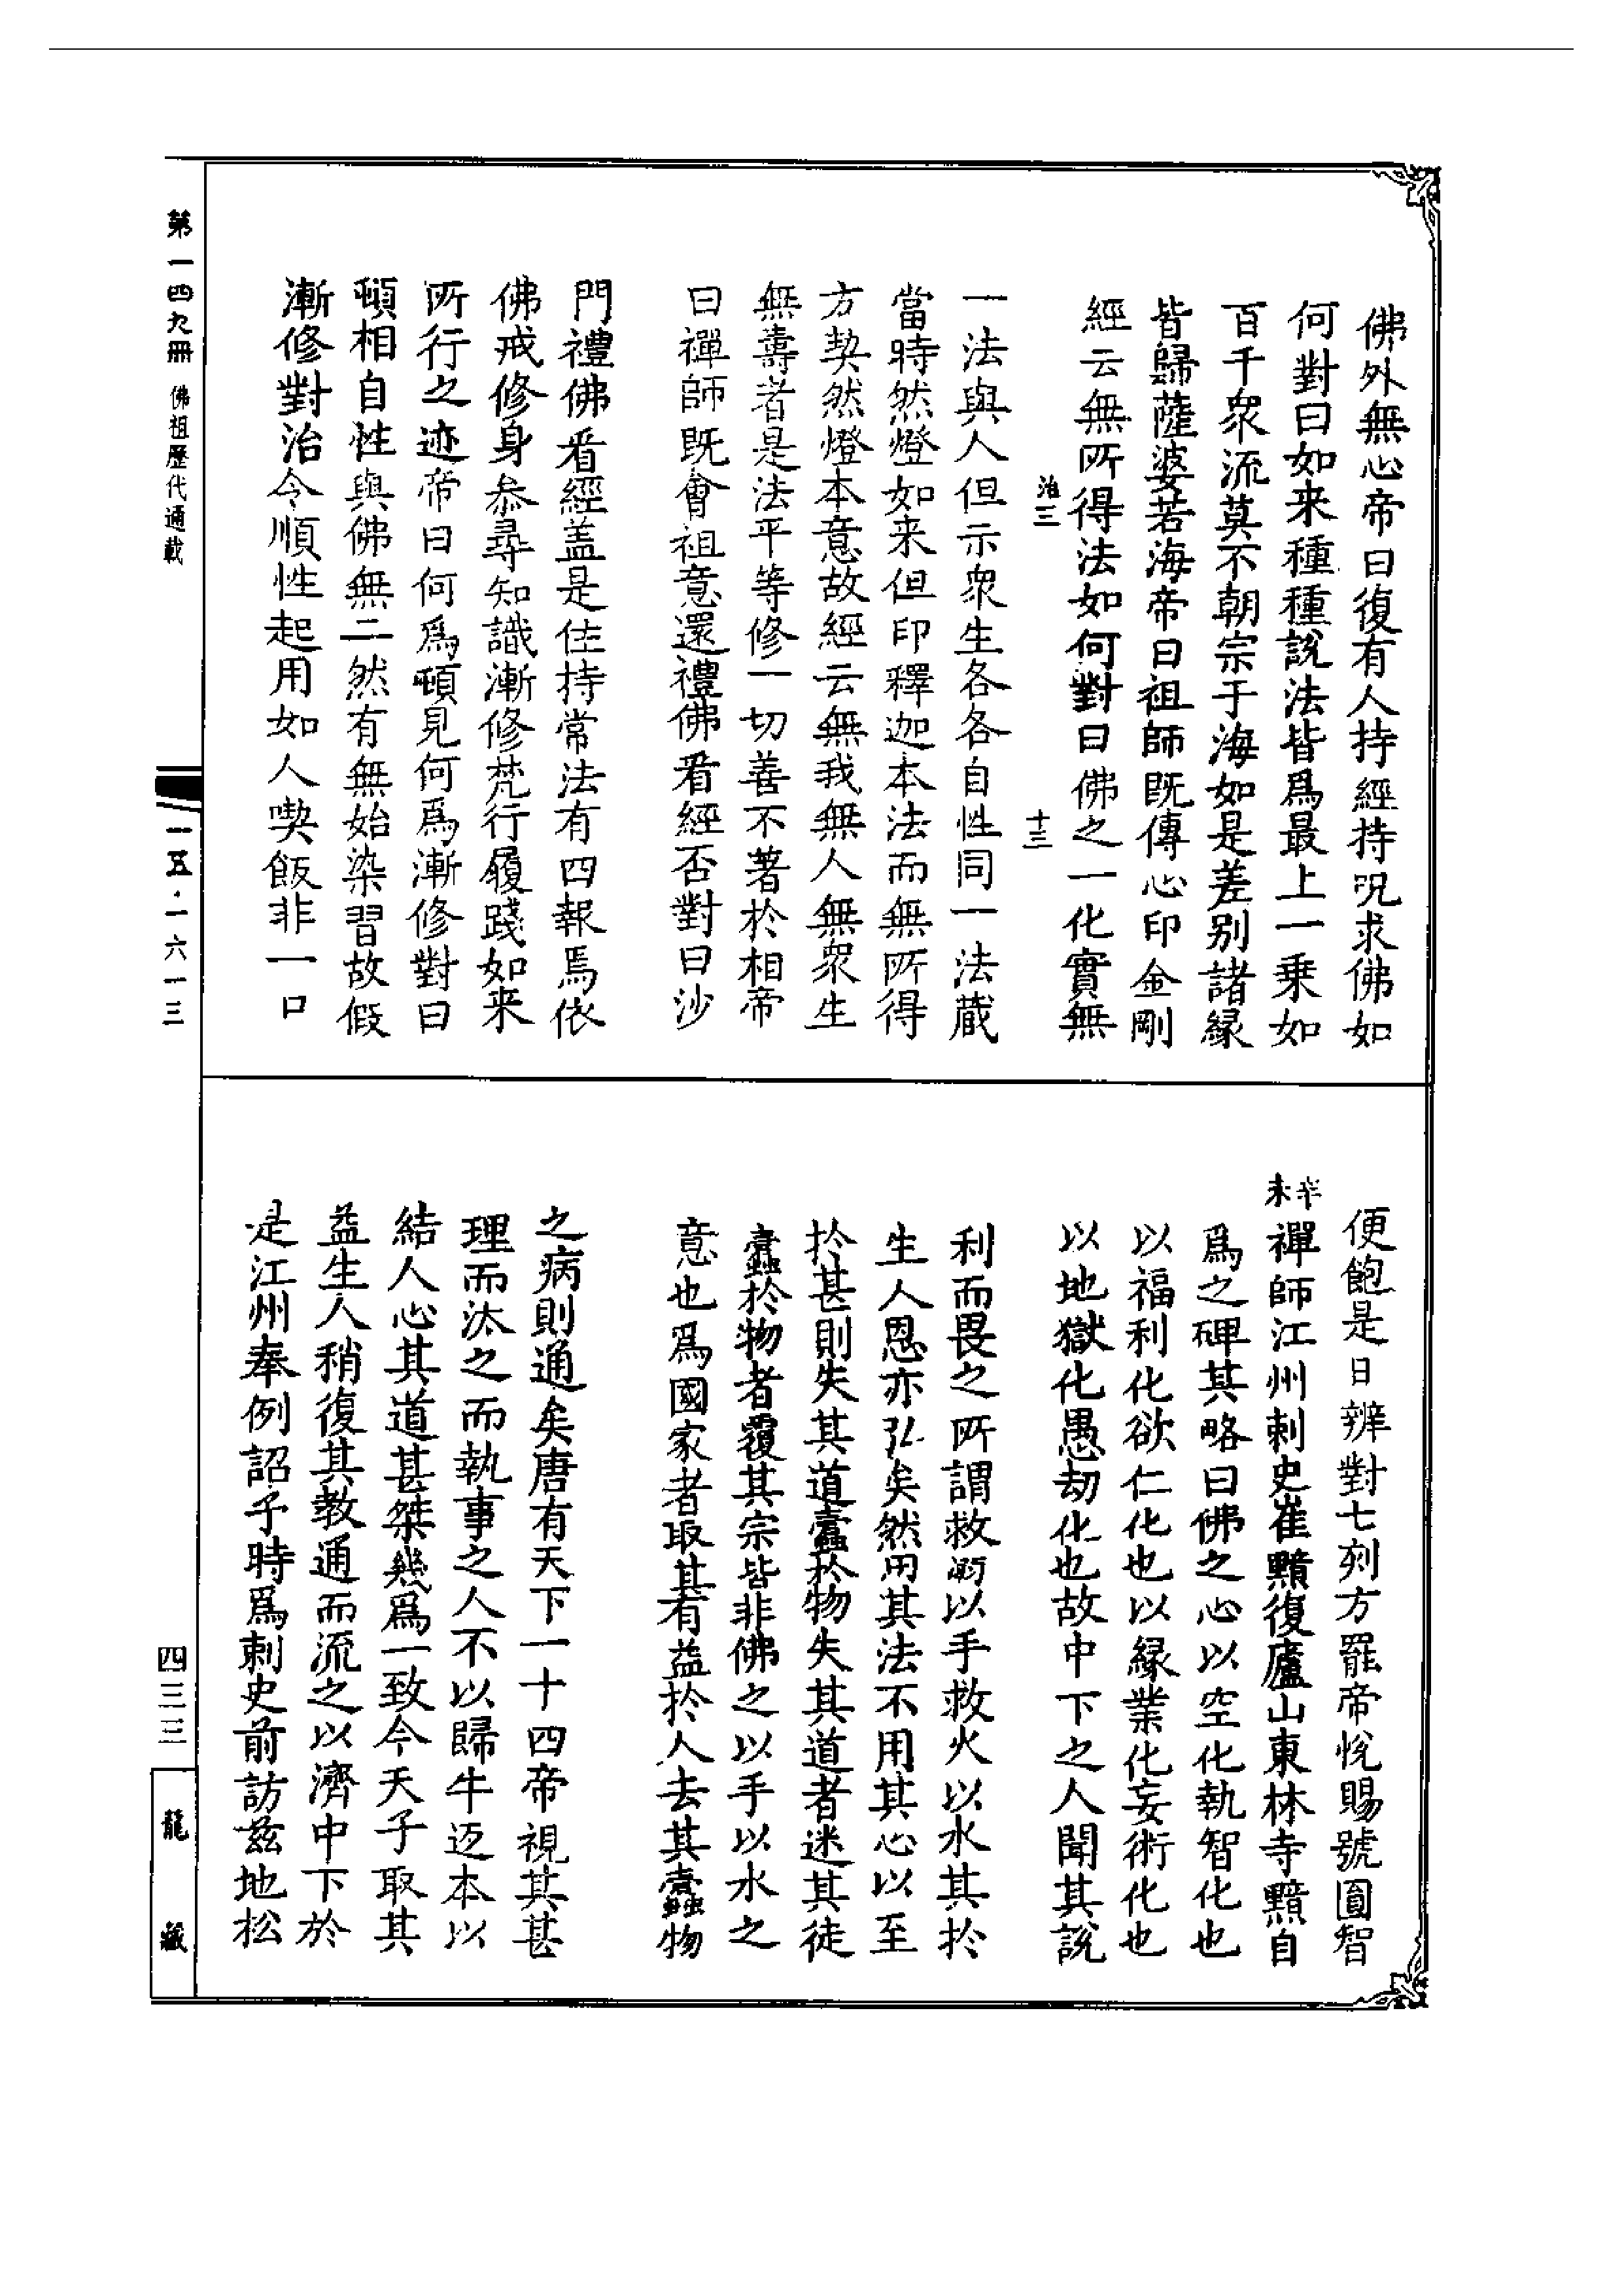 佛外無心帝曰復有人持經持呪求佛如
何對曰如来種種說法皆爲最上一乗如
百千衆流莫不朝宗于海如是差别諸緣
皆歸薩婆若海帝曰祖師既傳心印金剛
經云無所得法如何對曰佛之一化實無
治三 十三
一法與人但示衆生各各自性同一法蔵
當時然燈如来但印釋迦本法而無所得
方契然燈本意故經云無我無人無衆生
無壽者是法平等修一切善不著於相帝
曰禪師既會祖意還禮佛看經否對曰沙
門禮佛看經盖是住持常法有四報焉依
佛戒修身叅尋知識漸修梵行履踐如来
所行之迹帝曰何爲頓見何爲漸修對曰
頓相自性與佛無二然有無始染習故假
漸修對治令順性起用如人喫飯非一口
便飽是日辨對七刻方罷帝悅賜號圓智
辛未
禪師江州刺史崔黯復廬山東林寺黯自
爲之碑其略曰佛之心以空化執智化也
以福利化欲仁化也以緣業化妄術化也
以地獄化愚劫化也故中下之人聞其說
利而畏之所謂救溺以手救火以水其於
生人恩亦弘矣然用其法不用其心以至
於甚則失其道蠹於物失其道者迷其徒
蠹於物者覆其宗皆非佛之以手以水之
意也爲國家者取其有益於人去其蠹物
之病則通矣唐有天下一十四帝視其甚
理而汰之而執事之人不以歸牛返本以
結人心其道甚桀幾爲一致今天子取其
益生人稍復其教通而流之以濟中下於
是江州奉例詔予時爲刺史前訪兹地松
第一四九冊 佛祖歷代通載
一五·一六一三
四三三
龍藏